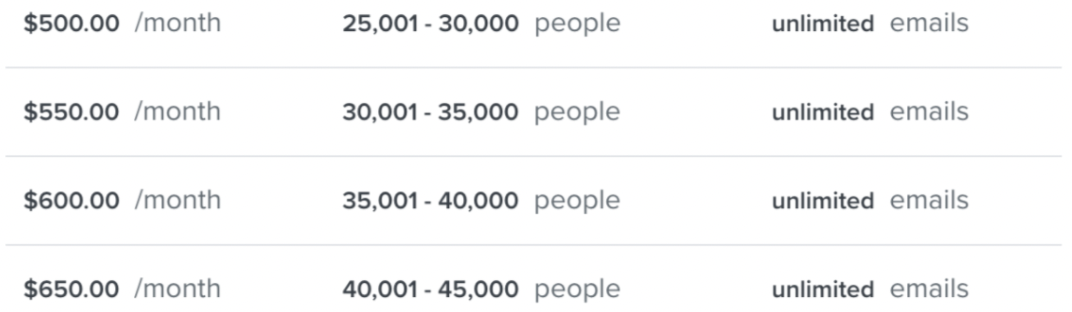 $500.00 /month 25,001 - 30,000 people unlimited emails
$550.00 /month 30,001 - 35,000 people unlimited emails
$600.00 /month 35,001 - 40,000 people unlimited emails
$650.00 /month 40,001 - 45,000 people unlimited emails